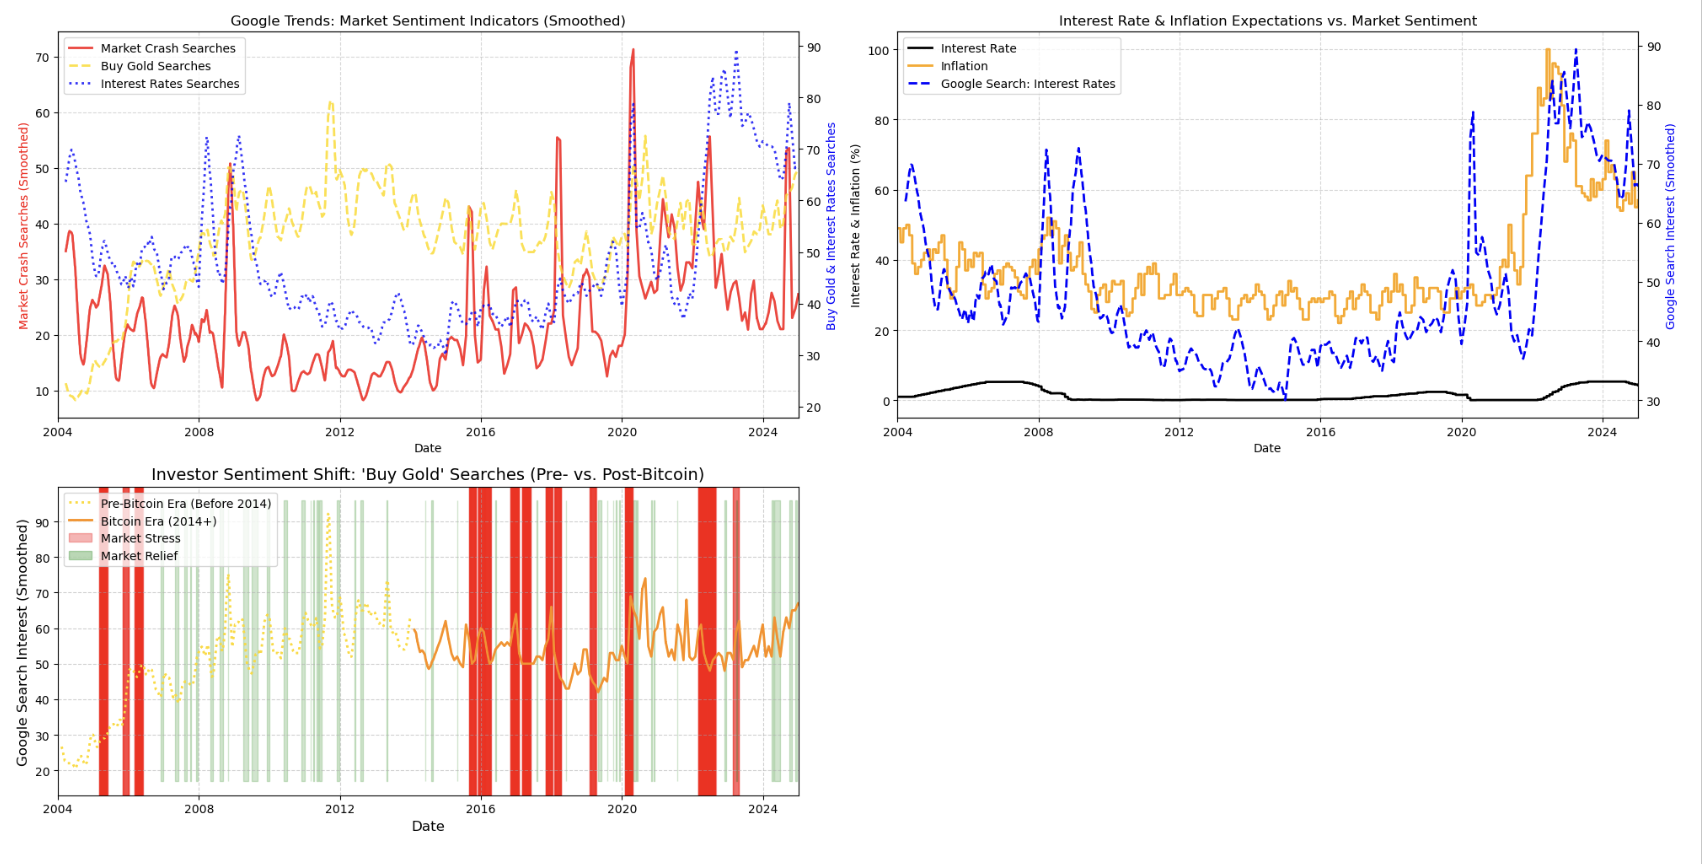 Google Trends: Market Sentiment Indicators (Smoothed)
Market Crash Searches
Buy Gold Searches
Interest Rates Searches
Market Crash Searches (Smoothed)
70
60
50
40
30
20
10
90
80
70
60
50
40
30
20
Buy Gold & Interest Rates Searches
2004 2008 2012 2016 2020 2024
Date
Interest Rate & Inflation Expectations vs. Market Sentiment
Interest Rate
Inflation
Google Search: Interest Rates
Interest Rate & Inflation (%)
100
80
60
40
20
0
90
80
70
60
50
40
30
Google Search Interest (Smoothed)
2004 2008 2012 2016 2020 2024
Date
Investor Sentiment Shift: 'Buy Gold' Searches (Pre- vs. Post-Bitcoin)
Pre-Bitcoin Era (Before 2014)
Bitcoin Era (2014+)
Market Stress
Market Relief
Google Search Interest (Smoothed)
90
80
70
60
50
40
30
20
2004 2008 2012 2016 2020 2024
Date